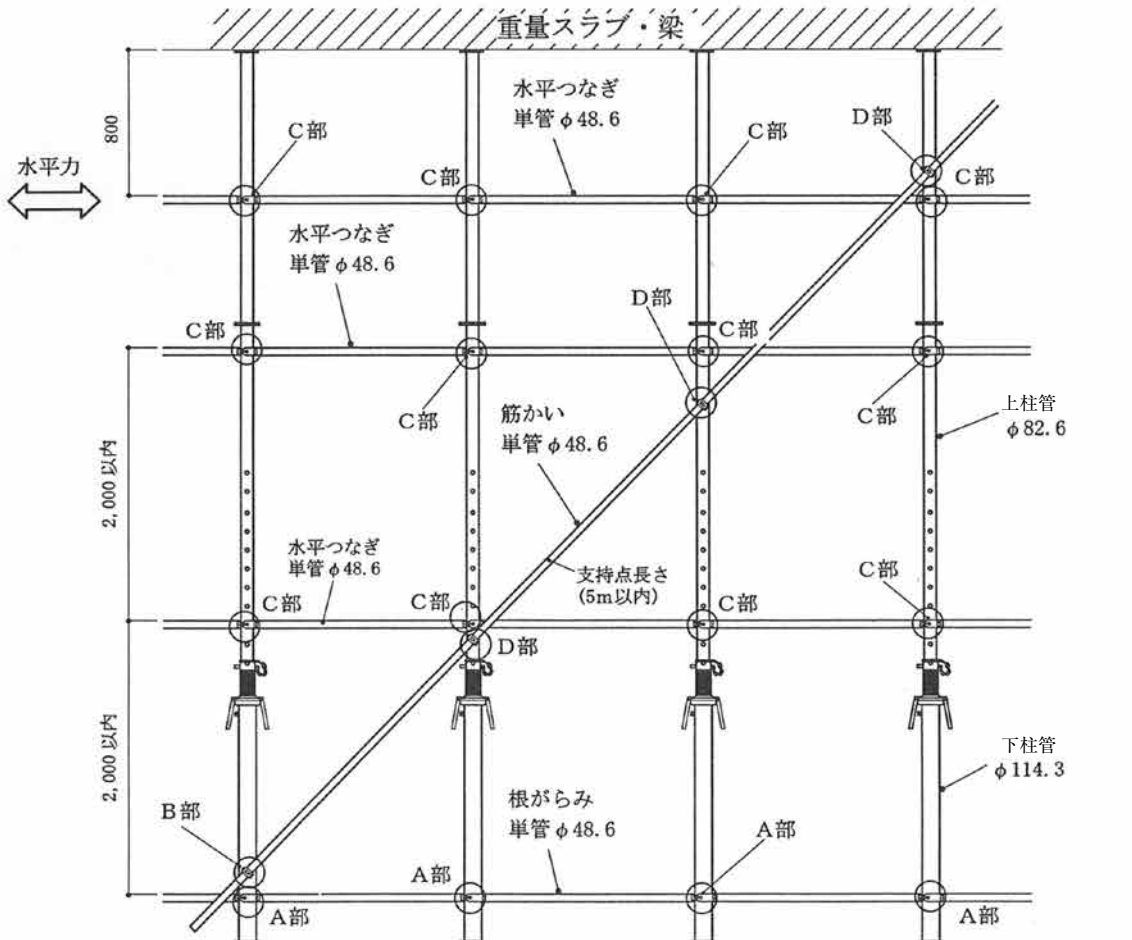 重量スラブ・梁
水平つなぎ
単管φ48.6
800
C部
C部
D部
水平力
C部
C部
水平つなぎ
単管φ48.6
D部
C部
C部
C部
C部
筋かい
単管φ48.6
上柱管
φ82.6
2,000以内
水平つなぎ
単管φ48.6
支持点長さ
(5m以内)
C部
C部
C部
C部
D部
2,000以内
下柱管
φ114.3
根がらみ
単管φ48.6
B部
A部
A部
A部
A部